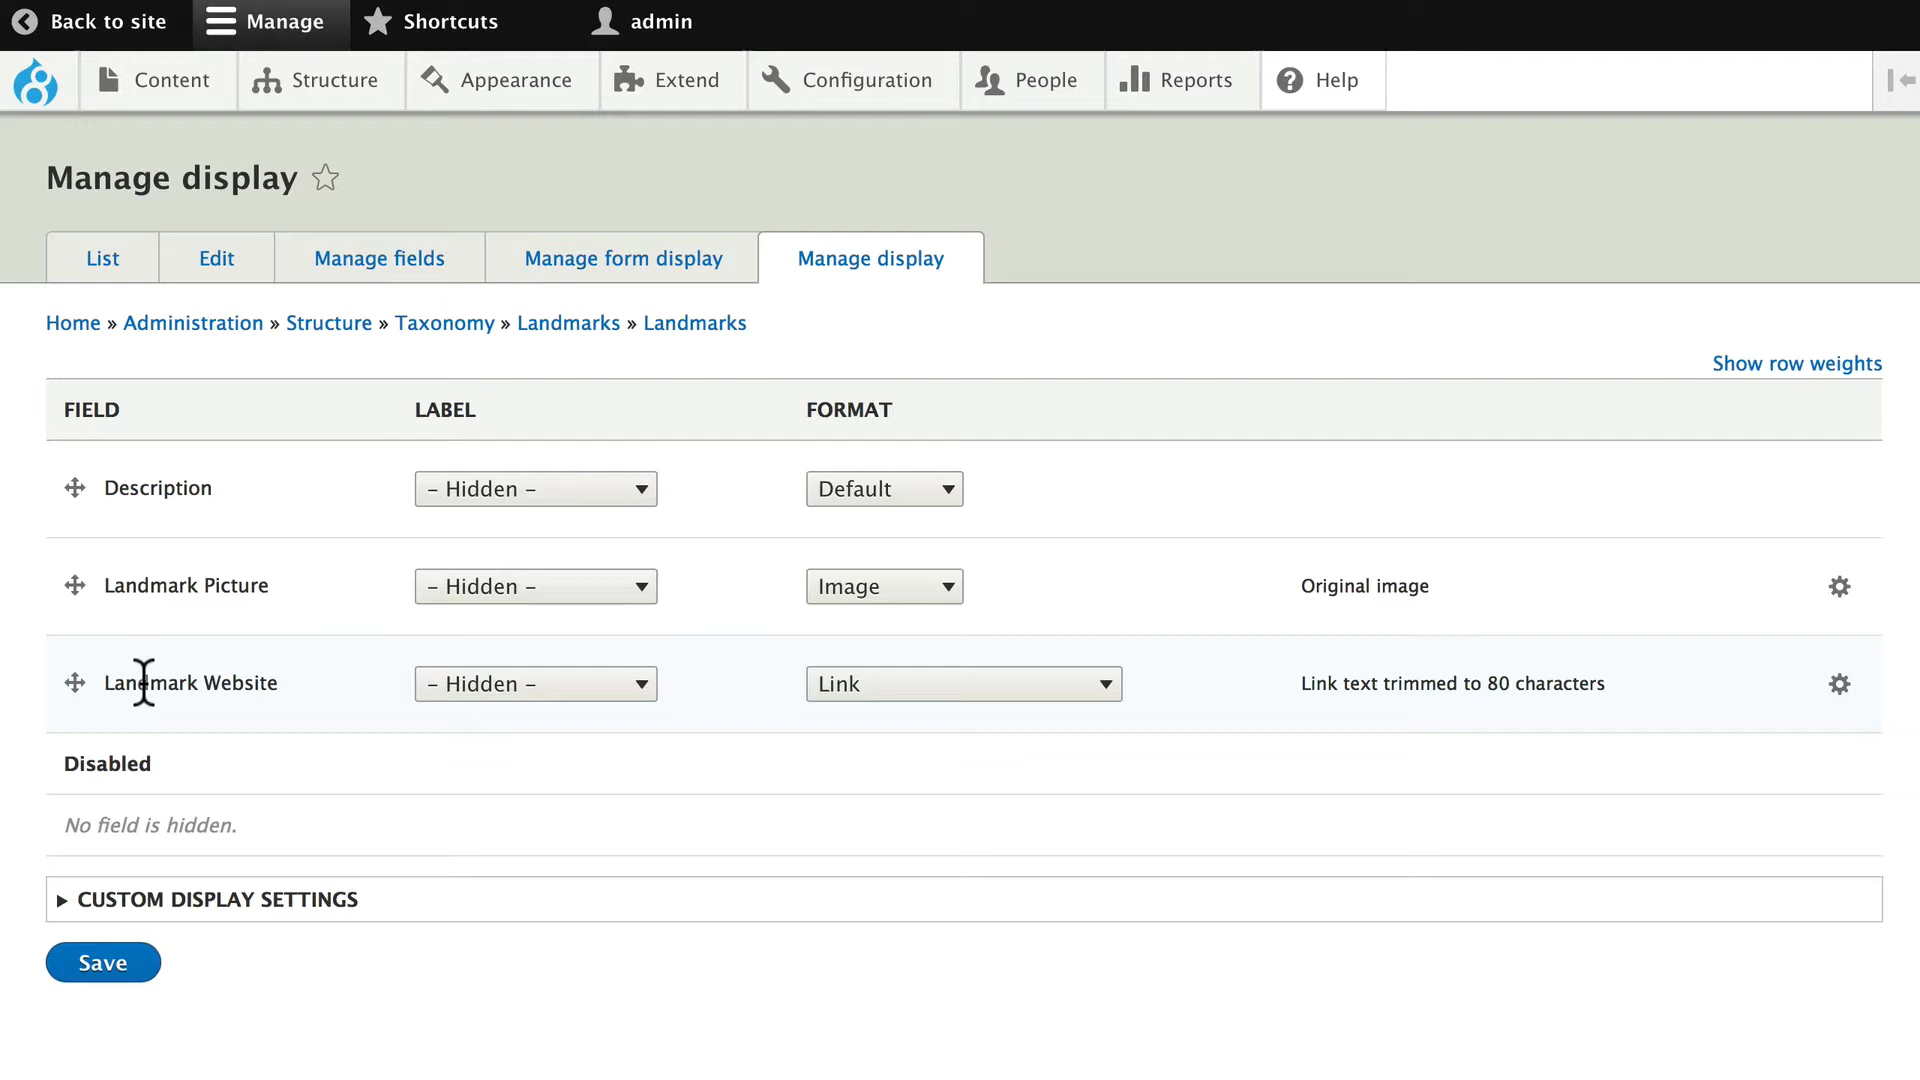 Back to site Manage Shortcuts admin
Content Structure Appearance Extend Configuration People Reports Help
Manage display
List Edit Manage fields Manage form display Manage display
Home » Administration » Structure » Taxonomy » Landmarks » Landmarks
Show row weights
FIELD LABEL FORMAT
Description - Hidden - Default
Landmark Picture - Hidden - Image Original image
Landmark Website - Hidden - Link Link text trimmed to 80 characters
Disabled
No field is hidden.
CUSTOM DISPLAY SETTINGS
Save